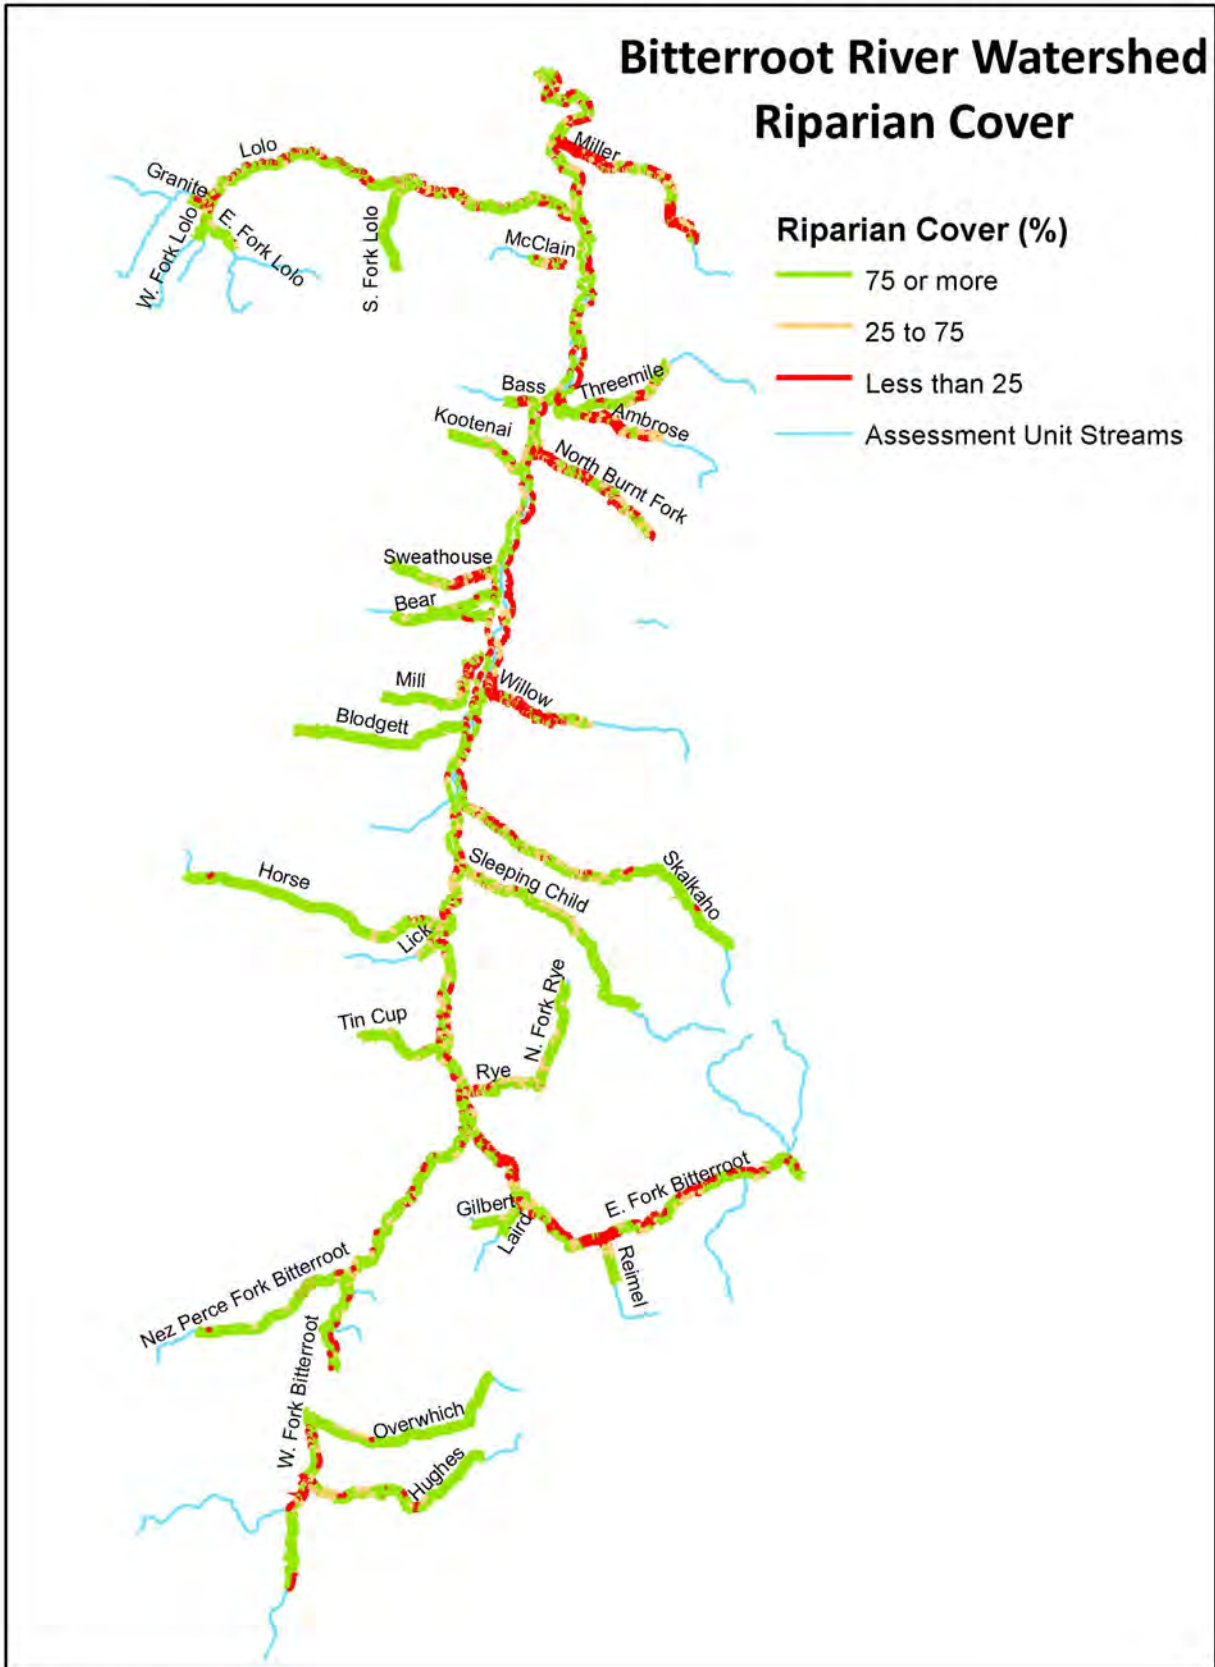 Bitterroot River Watershed
Riparian Cover
Riparian Cover (%)
75 or more
25 to 75
Less than 25
Assessment Unit Streams
Miller
Lolo
Granite
W. Fork Lolo
E. Fork Lolo
S. Fork Lolo
McClain
Bass
Threemile
Ambrose
Kootenai
North Burnt Fork
Sweathouse
Bear
Mill
Willow
Blodgett
Skalkaho
Sleeping Child
Horse
Lick
N. Fork Rye
Tin Cup
Rye
E. Fork Bitterroot
Gilbert
Laird
Reimel
Nez Perce Fork Bitterroot
W. Fork Bitterroot
Overwhich
Hughes